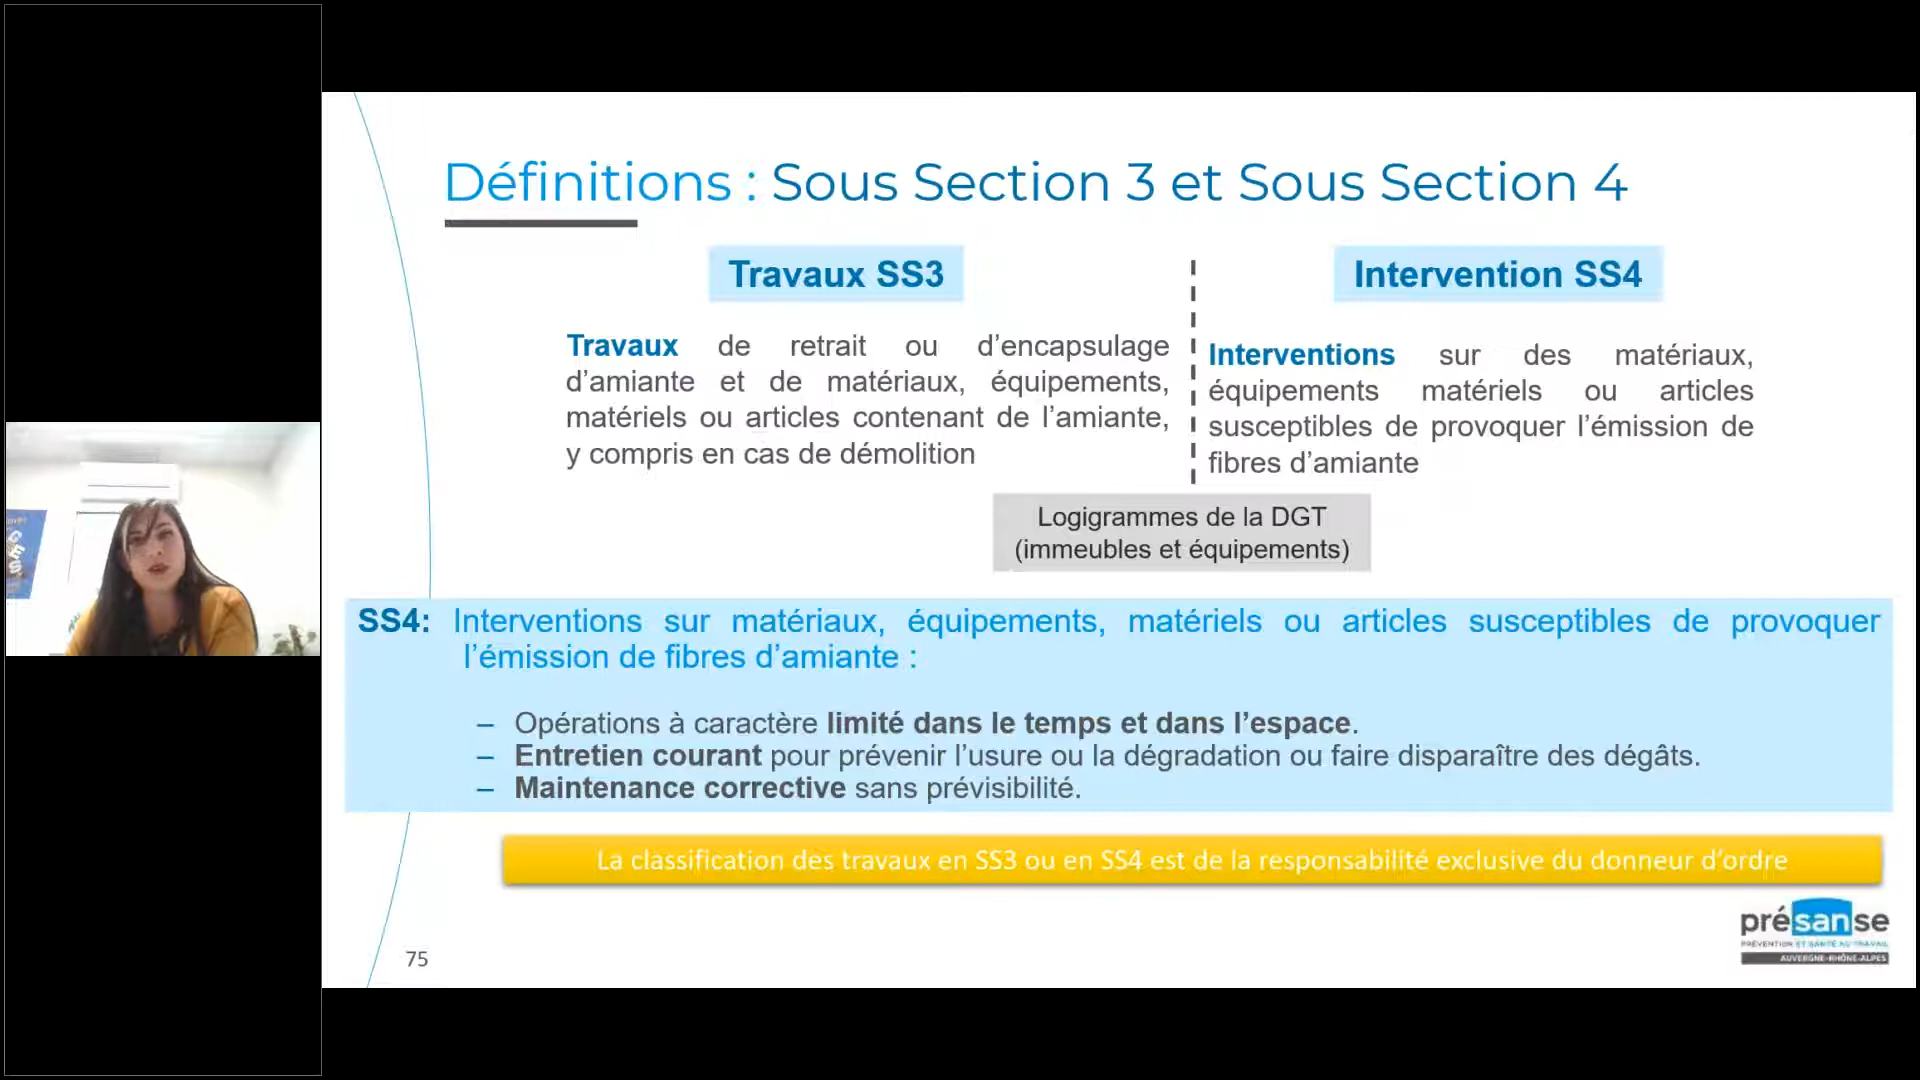 Définitions : Sous Section 3 et Sous Section 4
Travaux SS3
Travaux de retrait ou d’encapsulage
d’amiante et de matériaux, équipements,
matériels ou articles contenant de l’amiante,
y compris en cas de démolition
Intervention SS4
Interventions sur des matériaux,
équipements matériels ou articles
susceptibles de provoquer l’émission de
fibres d’amiante
Logigrammes de la DGT
(immeubles et équipements)
SS4: Interventions sur matériaux, équipements, matériels ou articles susceptibles de provoquer
l’émission de fibres d’amiante :
– Opérations à caractère limité dans le temps et dans l’espace.
– Entretien courant pour prévenir l’usure ou la dégradation ou faire disparaître des dégâts.
– Maintenance corrective sans prévisibilité.
La classification des travaux en SS3 ou en SS4 est de la responsabilité exclusive du donneur d’ordre
75
présanse
PRÉVENTION ET SANTÉ AU TRAVAIL
AUVERGNE-RHÔNE-ALPES